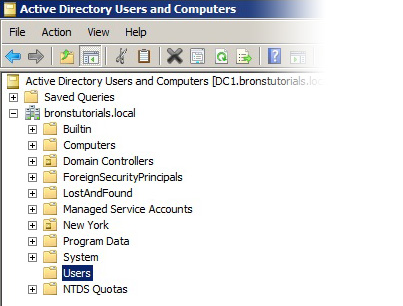 Active Directory Users and Computers
File Action View Help
Active Directory Users and Computers [DC1.bronstutorials.loc
Saved Queries
bronstutorials.local
Builtin
Computers
Domain Controllers
ForeignSecurityPrincipals
LostAndFound
Managed Service Accounts
New York
Program Data
System
Users
NTDS Quotas